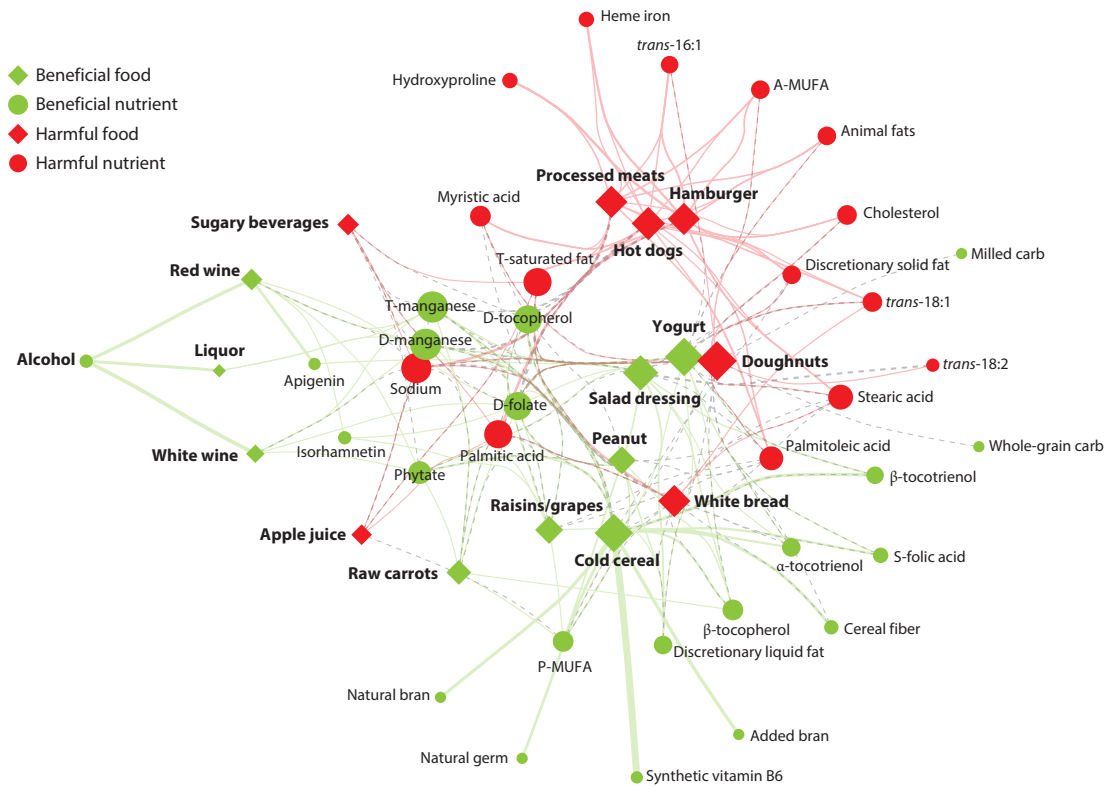 Heme iron
trans-16:1
Beneficial food
Hydroxyproline
A-MUFA
Beneficial nutrient
Harmful food
Animal fats
Harmful nutrient
Processed meats
Hamburger
Myristic acid
Cholesterol
Sugary beverages
Hot dogs
Milled carb
T-saturated fat
Discretionary solid fat
Red wine
trans-18:1
T-manganese
D-tocopherol
Yogurt
D-manganese
Liquor
Alcohol
Doughnuts
trans-18:2
Apigenin
Sodium
Salad dressing
Stearic acid
D-folate
Peanut
Palmitoleic acid
Whole-grain carb
Isorhamnetin
Palmitic acid
White wine
Phytate
β-tocotrienol
Raisins/grapes
White bread
Apple juice
Cold cereal
S-folic acid
α-tocotrienol
Raw carrots
β-tocopherol
Cereal fiber
Discretionary liquid fat
P-MUFA
Natural bran
Added bran
Natural germ
Synthetic vitamin B6